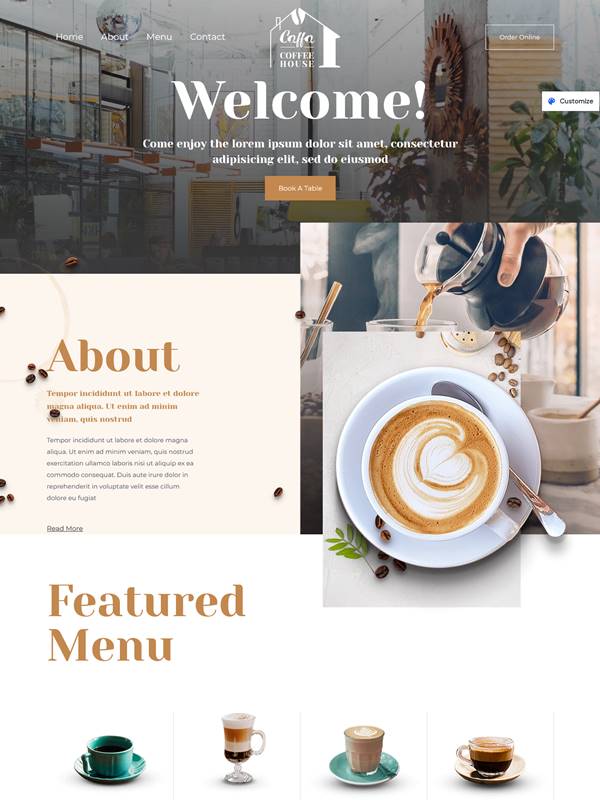 Home About Menu Contact
Caffa
COFFEE
HOUSE
Order Online
Welcome!
Customize
Come enjoy the lorem ipsum dolor sit amet, consectetur
adipisicing elit, sed do eiusmod
Book A Table
About
Tempor incididunt ut labore et dolore
magna aliqua. Ut enim ad minim
veniam, quis nostrud
Tempor incididunt ut labore et dolore magna
aliqua. Ut enim ad minim veniam, quis nostrud
exercitation ullamco laboris nisi ut aliquip ex ea
commodo consequat. Duis aute irure dolor in
reprehenderit in voluptate velit esse cillum
dolore eu fugiat
Read More
Featured
Menu